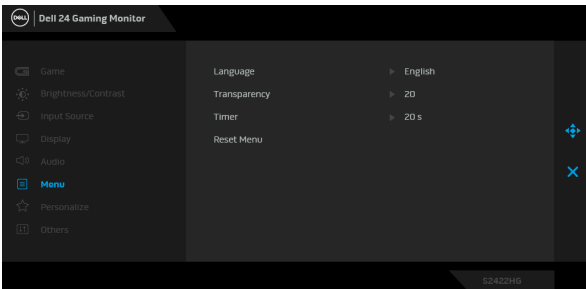 DELL
Dell 24 Gaming Monitor
Game
Brightness/Contrast
Input Source
Display
Audio
Menu
Personalize
Others
Language English
Transparency 20
Timer 20 s
Reset Menu
S2422HG